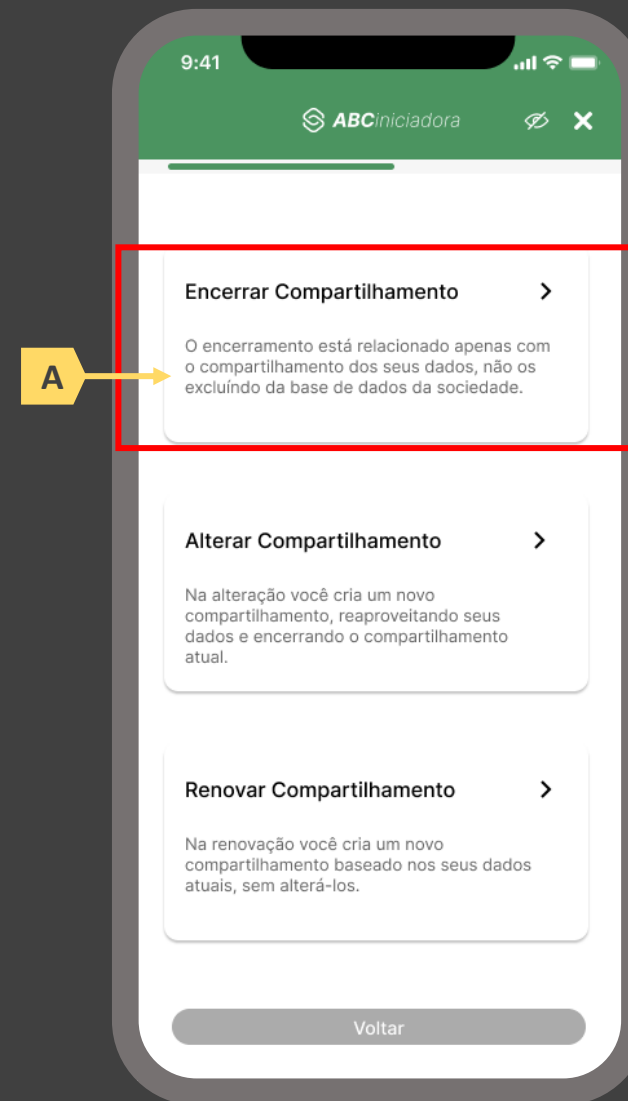 9:41
ABCiniciadora
Encerrar Compartilhamento
O encerramento está relacionado apenas com
o compartilhamento dos seus dados, não os
excluíndo da base de dados da sociedade.
A
Alterar Compartilhamento
Na alteração você cria um novo
compartilhamento, reaproveitando seus
dados e encerrando o compartilhamento
atual.
Renovar Compartilhamento
Na renovação você cria um novo
compartilhamento baseado nos seus dados
atuais, sem alterá-los.
Voltar